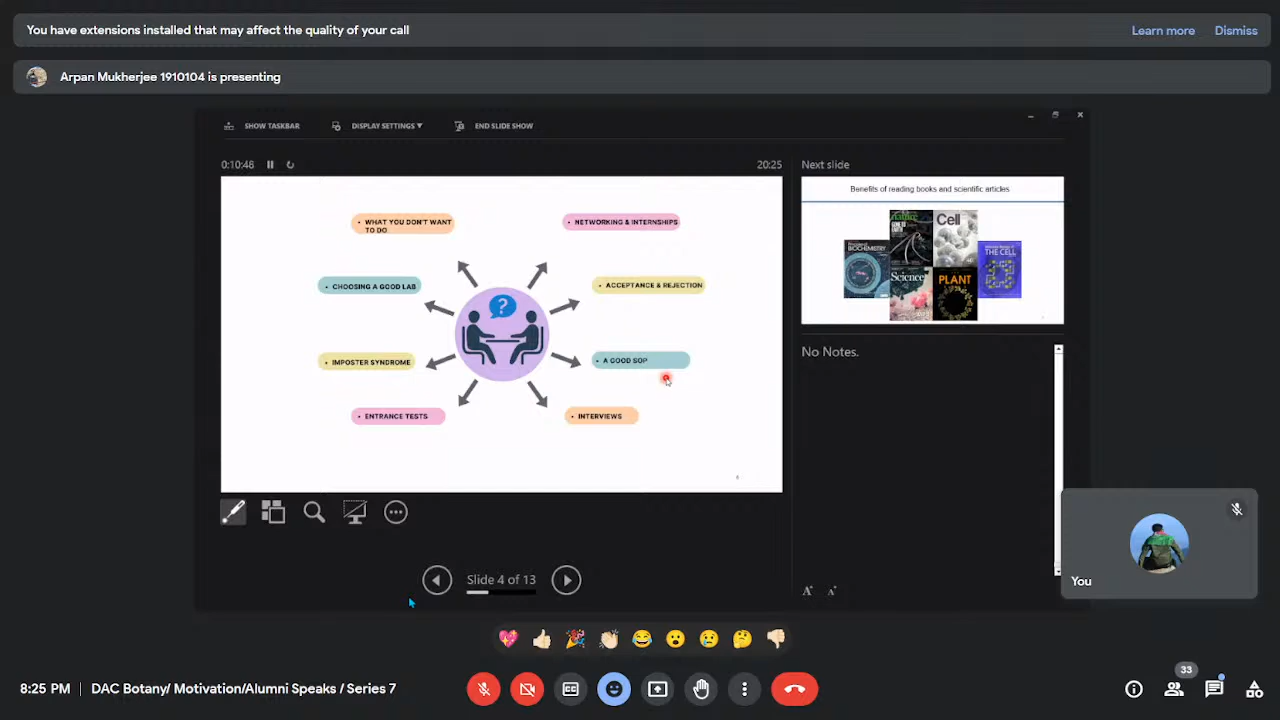 You have extensions installed that may affect the quality of your call
Learn more
Dismiss
Arpan Mukherjee 1910104 is presenting
SHOW TASKBAR
DISPLAY SETTINGS ▼
END SLIDE SHOW
0:10:48
20:25
Next slide
• WHAT YOU DON'T WANT
TO DO
• NETWORKING & INTERNSHIPS
• CHOOSING A GOOD LAB
• ACCEPTANCE & REJECTION
?
• IMPOSTER SYNDROME
• A GOOD SOP
• ENTRANCE TESTS
• INTERVIEWS
Benefits of reading books and scientific articles
nature
Cell
BIOCHEMISTRY
THE CELL
Science
PLANT
No Notes.
Slide 4 of 13
A
A
You
8:25 PM
DAC Botany/ Motivation/Alumni Speaks / Series 7
CC
33